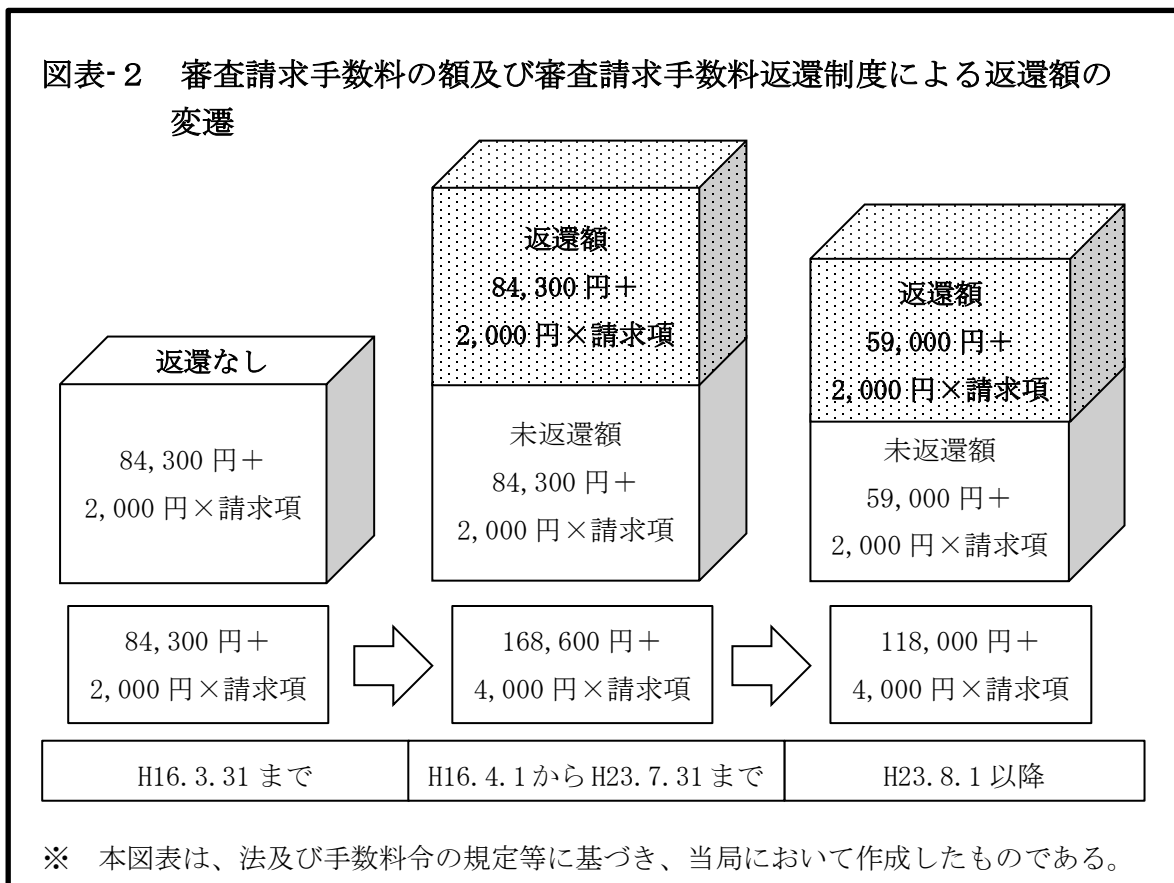 図表-2 審査請求手数料の額及び審査請求手数料返還制度による返還額の
変遷
返還なし
84,300 円＋
2,000 円×請求項
返還額
84,300 円＋
2,000 円×請求項
未返還額
84,300 円＋
2,000 円×請求項
返還額
59,000 円＋
2,000 円×請求項
未返還額
59,000 円＋
2,000 円×請求項
84,300 円＋
2,000 円×請求項
168,600 円＋
4,000 円×請求項
118,000 円＋
4,000 円×請求項
H16.3.31 まで
H16.4.1 から H23.7.31 まで
H23.8.1 以降
※ 本図表は、法及び手数料令の規定等に基づき、当局において作成したものである。